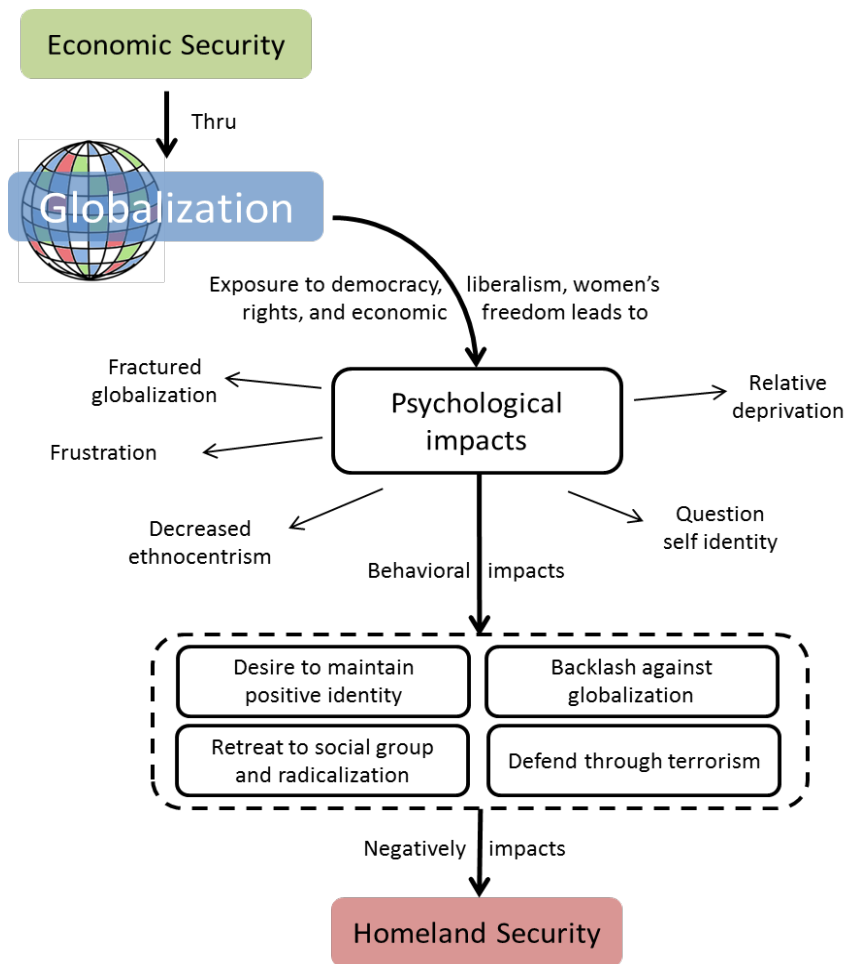 Economic Security
Thru
Globalization
Exposure to democracy, liberalism, women's
rights, and economic freedom leads to
Fractured
globalization
Psychological
impacts
Relative
deprivation
Frustration
Decreased
ethnocentrism
Question
self identity
Behavioral impacts
Desire to maintain
positive identity
Backlash against
globalization
Retreat to social group
and radicalization
Defend through terrorism
Negatively impacts
Homeland Security